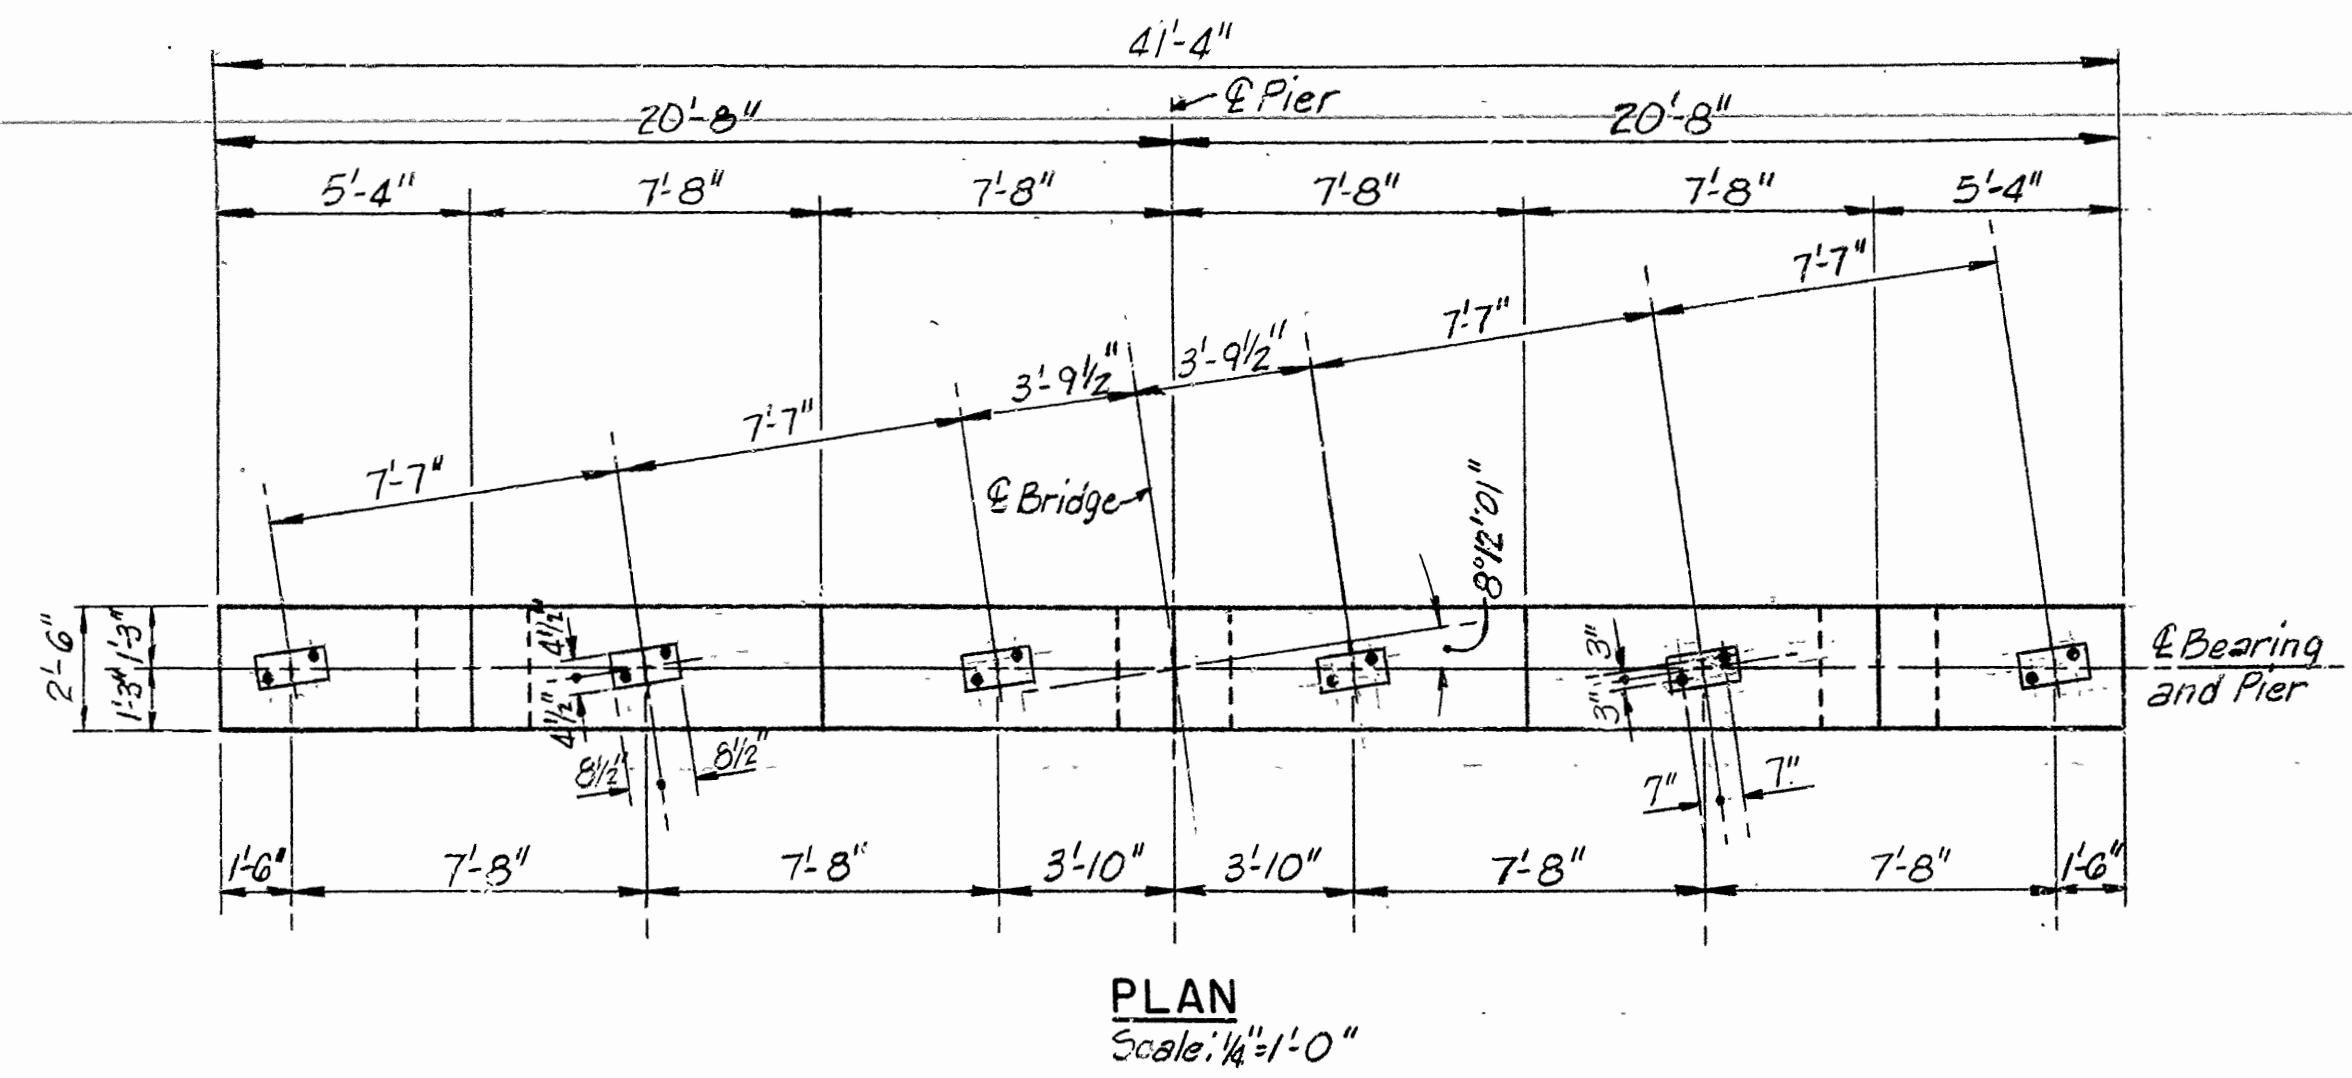 41'-4"
℄ Pier
20'-8" 20'-8"
5'-4" 7'-8" 7'-8" 7'-8" 7'-8" 5'-4"
7'-7" 7'-7" 3'-9½" 3'-9½" 7'-7" 7'-7"
℄ Bridge
8°12'.01"
2'-6"
1'-3" 1'-3"
4½"
4½"
8½" 8½"
3"
3"
7" 7"
℄ Bearing
and Pier
1'-6" 7'-8" 7'-8" 3'-10" 3'-10" 7'-8" 7'-8" 1'-6"
PLAN
Scale: ¼"=1'-0"